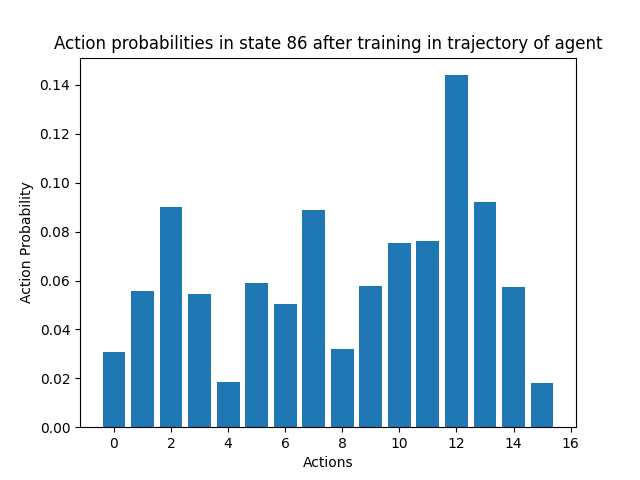 Action probabilities in state 86 after training in trajectory of agent
0.14
0.12
0.10
0.08
0.06
0.04
0.02
0.00
Action Probability
0 2 4 6 8 10 12 14 16
Actions